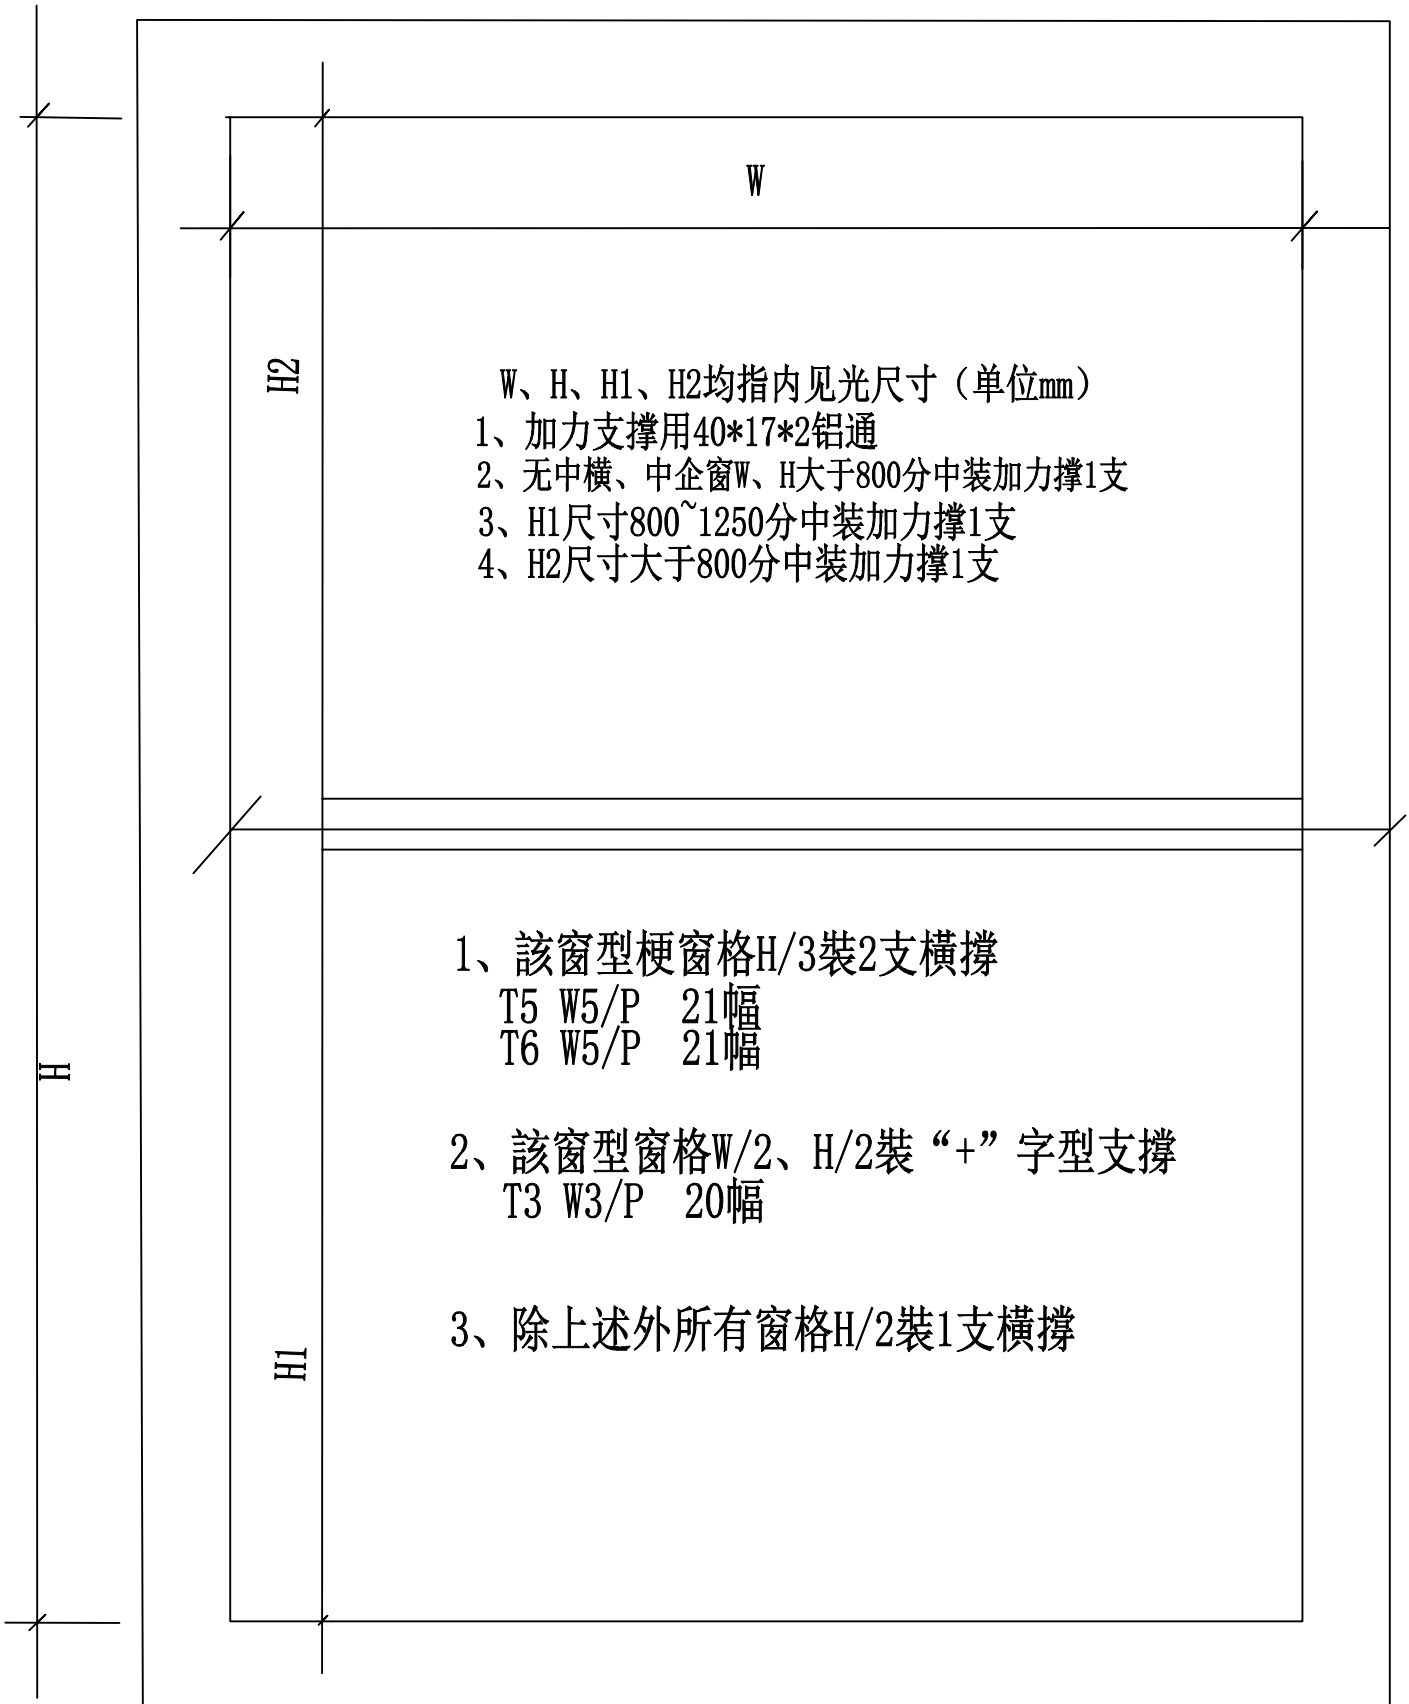 W
H2
W、H、H1、H2均指内见光尺寸（单位mm）
1、加力支撑用40*17*2铝通
2、无中横、中企窗W、H大于800分中装加力撑1支
3、H1尺寸800~1250分中装加力撑1支
4、H2尺寸大于800分中装加力撑1支
H
1、該窗型梗窗格H/3裝2支橫撐
T5 W5/P 21幅
T6 W5/P 21幅
2、該窗型窗格W/2、H/2裝“+”字型支撐
T3 W3/P 20幅
3、除上述外所有窗格H/2裝1支橫撐
H1